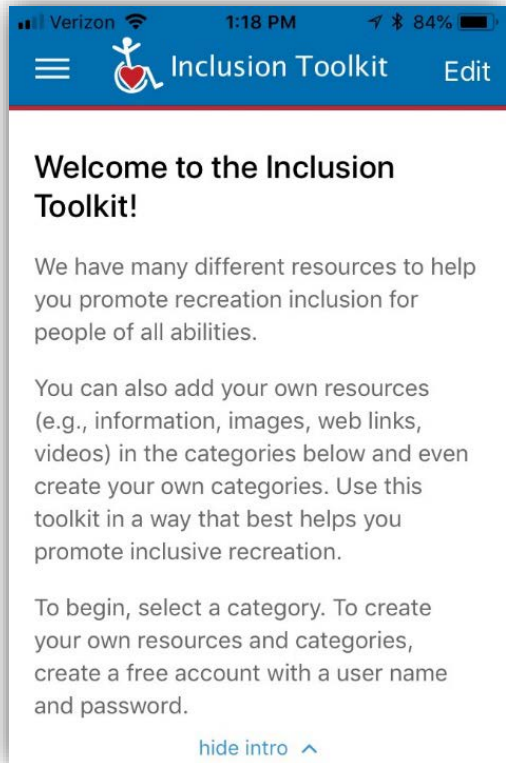 Verizon 1:18 PM 84%
Inclusion Toolkit Edit
Welcome to the Inclusion
Toolkit!
We have many different resources to help
you promote recreation inclusion for
people of all abilities.
You can also add your own resources
(e.g., information, images, web links,
videos) in the categories below and even
create your own categories. Use this
toolkit in a way that best helps you
promote inclusive recreation.
To begin, select a category. To create
your own resources and categories,
create a free account with a user name
and password.
hide intro